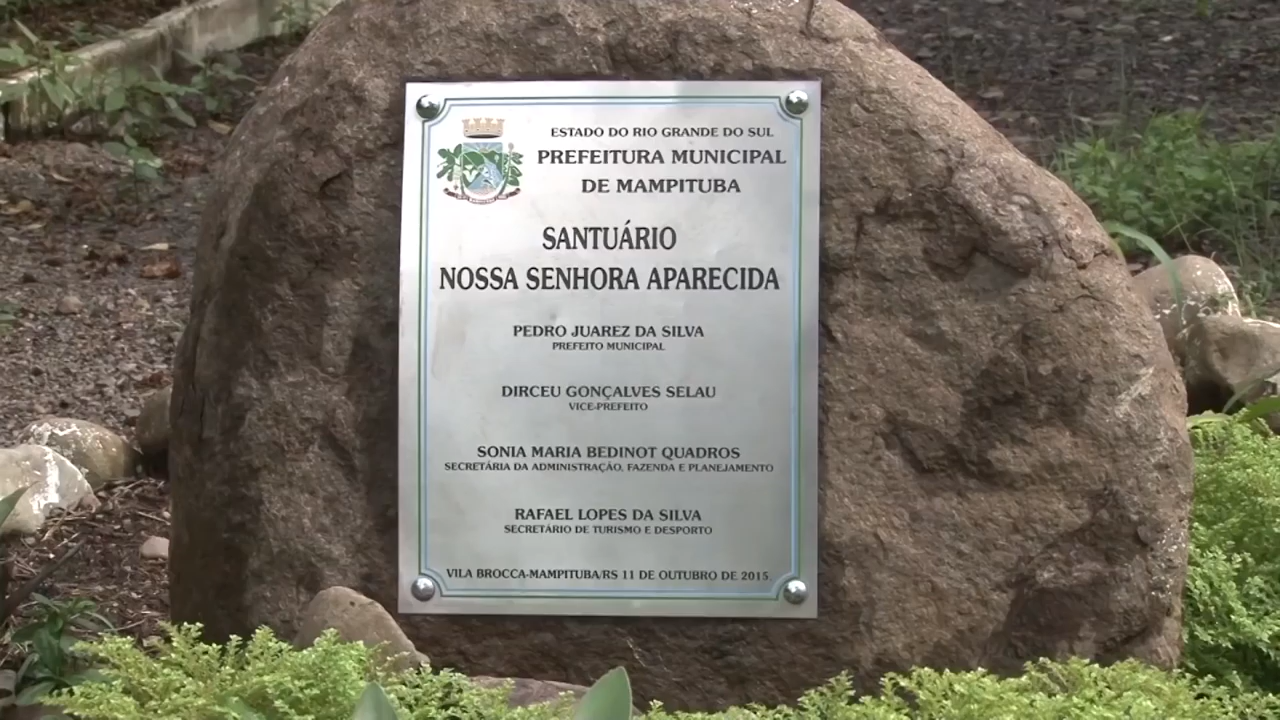 ESTADO DO RIO GRANDE DO SUL
PREFEITURA MUNICIPAL
DE MAMPITUBA
SANTUÁRIO
NOSSA SENHORA APARECIDA
PEDRO JUAREZ DA SILVA
PREFEITO MUNICIPAL
DIRCEU GONÇALVES SELAU
VICE-PREFEITO
SONIA MARIA BEDINOT QUADROS
SECRETÁRIA DA ADMINISTRAÇÃO, FAZENDA E PLANEJAMENTO
RAFAEL LOPES DA SILVA
SECRETÁRIO DE TURISMO E DESPORTO
VILA BROCCA-MAMPITUBA/RS 11 DE OUTUBRO DE 2015.